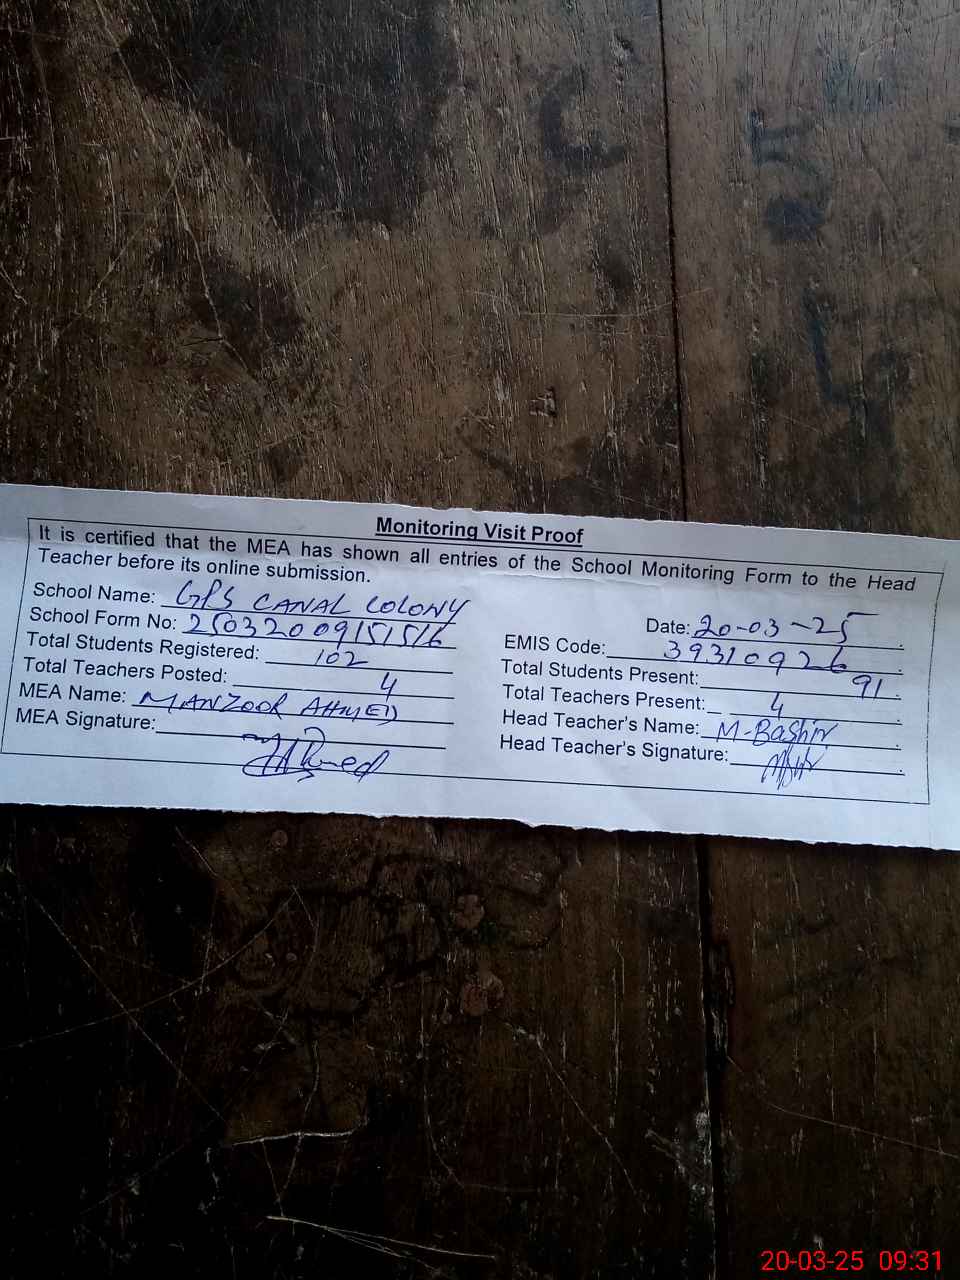 Monitoring Visit Proof
It is certified that the MEA has shown all entries of the School Monitoring Form to the Head
Teacher before its online submission.
School Name: GPS CANAL COLONY
Date: 20-03-25
School Form No: 25032009151516
EMIS Code: 39310926
Total Students Registered: 102
Total Students Present: 91
Total Teachers Posted: 4
Total Teachers Present: 4
MEA Name: MANZOOR AHMED
Head Teacher's Name: M-Bashir
MEA Signature:
Head Teacher's Signature:
20-03-25 09:31